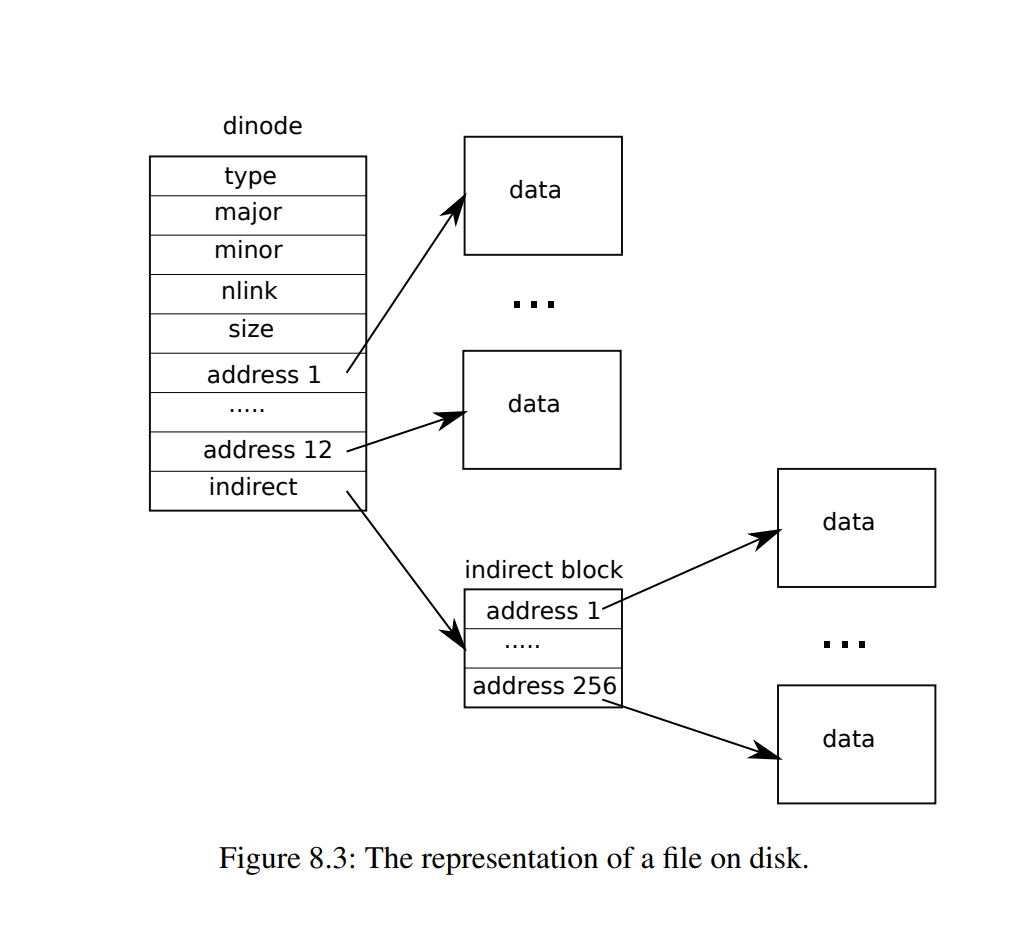 dinode
type
major
minor
nlink
size
address 1
.....
address 12
indirect
data
...
data
indirect block
address 1
.....
address 256
data
...
data
Figure 8.3: The representation of a file on disk.